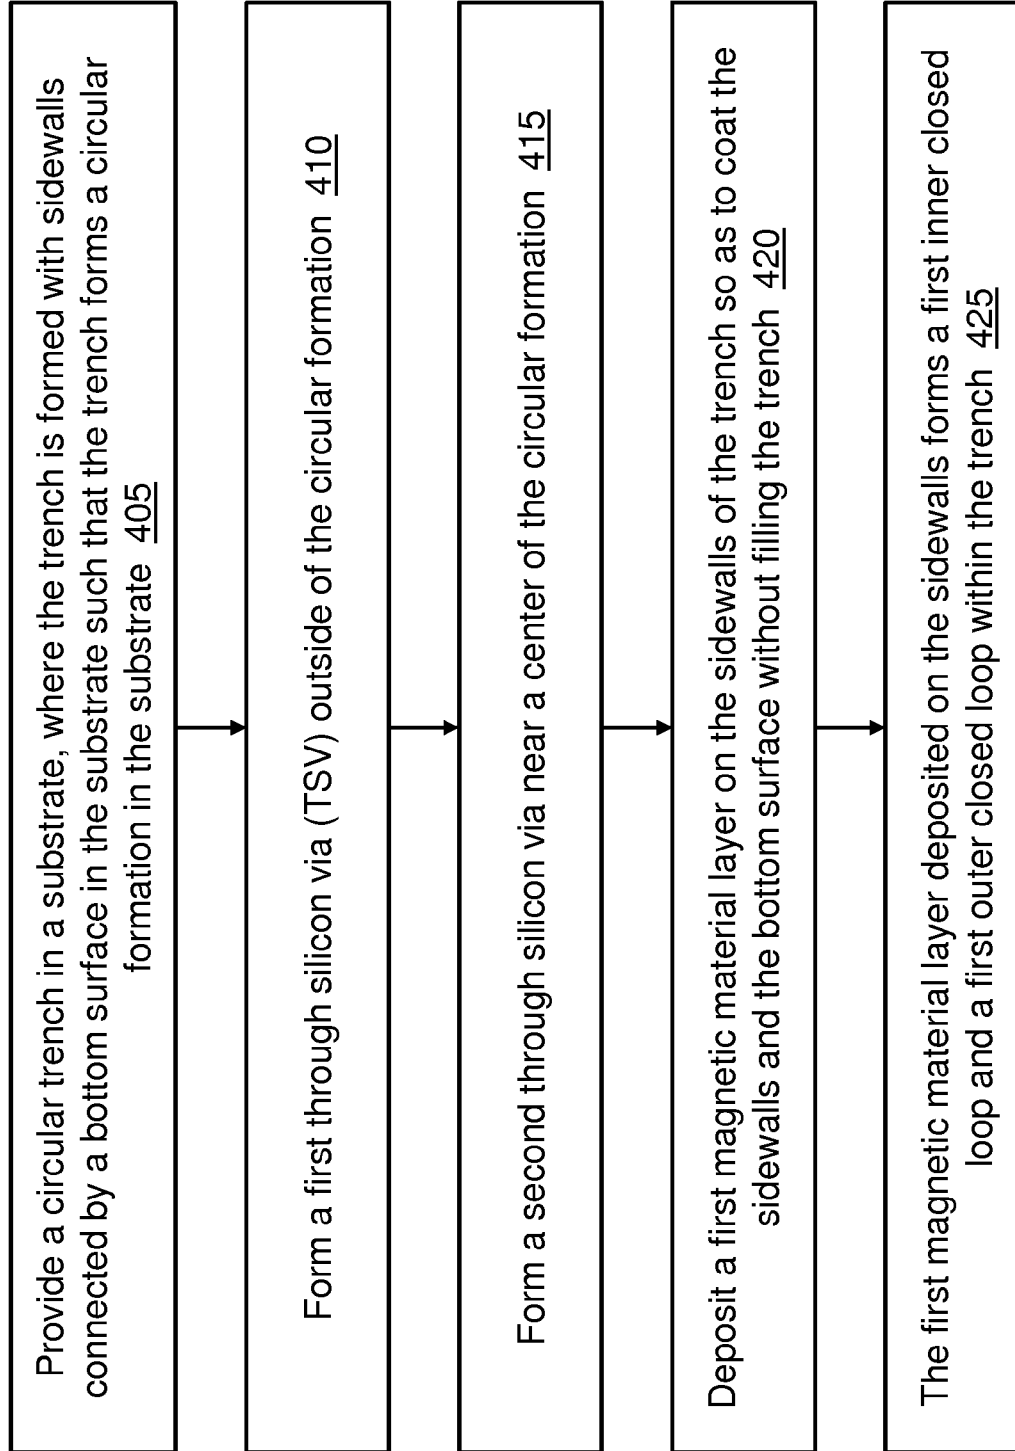 Provide a circular trench in a substrate, where the trench is formed with sidewalls
connected by a bottom surface in the substrate such that the trench forms a circular
formation in the substrate 405
Form a first through silicon via (TSV) outside of the circular formation 410
Form a second through silicon via near a center of the circular formation 415
Deposit a first magnetic material layer on the sidewalls of the trench so as to coat the
sidewalls and the bottom surface without filling the trench 420
The first magnetic material layer deposited on the sidewalls forms a first inner closed
loop and a first outer closed loop within the trench 425